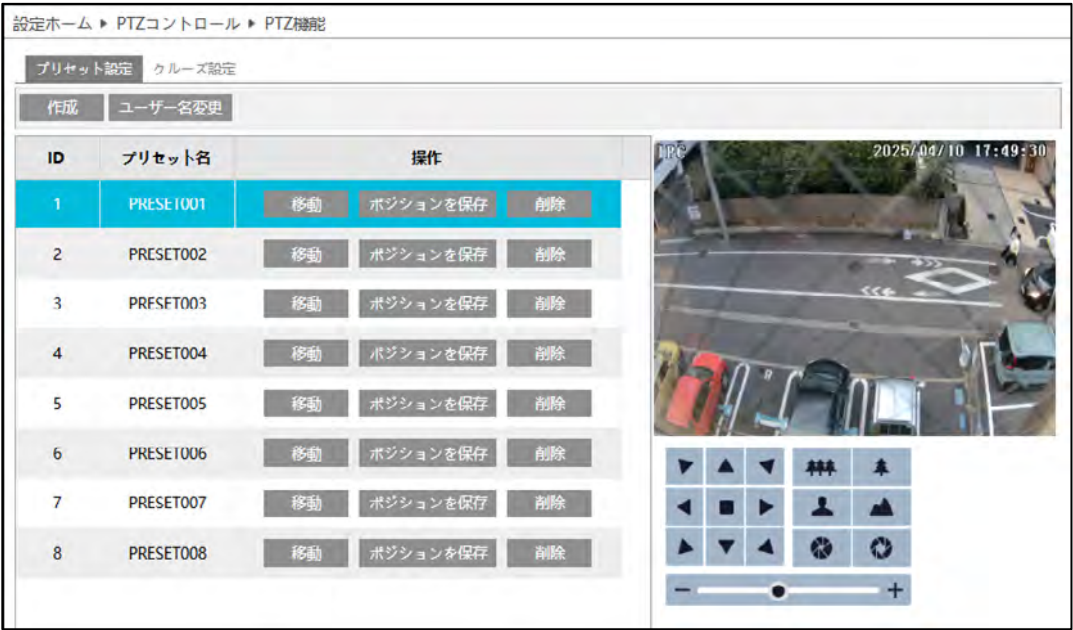 設定ホーム ▶ PTZコントロール ▶ PTZ機能
プリセット設定 クルーズ設定
作成 ユーザー名変更
ID プリセット名 操作
1 PRESET001 移動 ポジションを保存 削除
2 PRESET002 移動 ポジションを保存 削除
3 PRESET003 移動 ポジションを保存 削除
4 PRESET004 移動 ポジションを保存 削除
5 PRESET005 移動 ポジションを保存 削除
6 PRESET006 移動 ポジションを保存 削除
7 PRESET007 移動 ポジションを保存 削除
8 PRESET008 移動 ポジションを保存 削除
IPC 2025/04/10 17:49:30